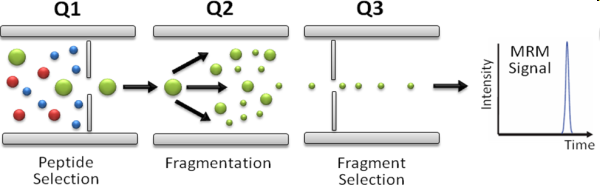 Q1
Q2
Q3
MRM
Signal
Intensity
Time
Peptide
Selection
Fragmentation
Fragment
Selection